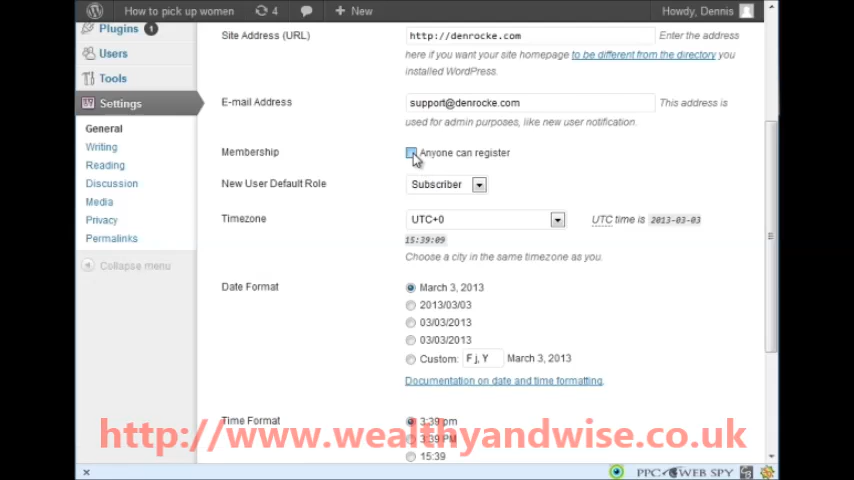 How to pick up women 4 New Howdy, Dennis
Plugins 1
Users
Tools
Settings
General
Writing
Reading
Discussion
Media
Privacy
Permalinks
Collapse menu
Site Address (URL) http://denrocke.com Enter the address
here if you want your site homepage to be different from the directory you
installed WordPress.
E-mail Address support@denrocke.com This address is
used for admin purposes, like new user notification.
Membership Anyone can register
New User Default Role Subscriber
Timezone UTC+0 UTC time is 2013-03-03
15:39:09
Choose a city in the same timezone as you.
Date Format March 3, 2013
2013/03/03
03/03/2013
03/03/2013
Custom: F j, Y March 3, 2013
Documentation on date and time formatting.
Time Format 3:39 pm
3:39 PM
15:39
http://www.wealthyandwise.co.uk
PPC WEB SPY